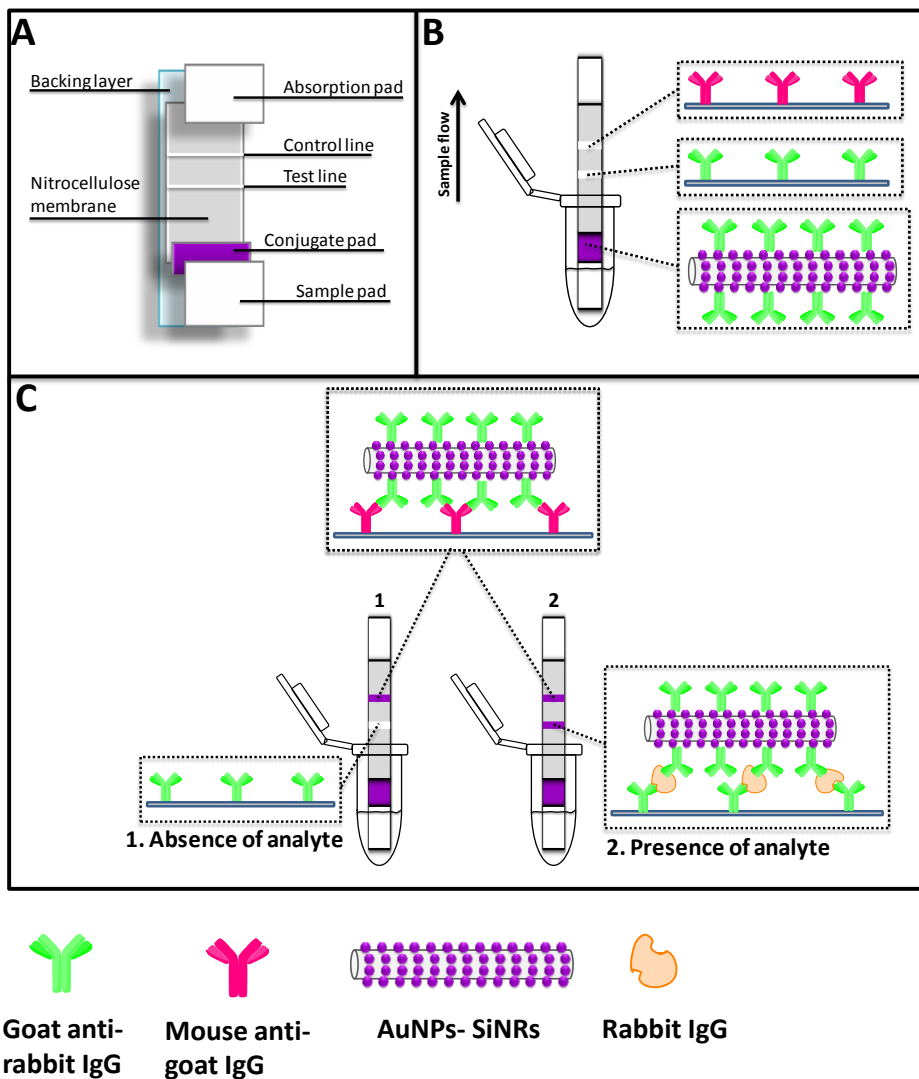 A
Backing layer
Absorption pad
Control line
Test line
Nitrocellulose
membrane
Conjugate pad
Sample pad
B
Sample flow
C
1
2
1. Absence of analyte
2. Presence of analyte
Goat anti-
rabbit IgG
Mouse anti-
goat IgG
AuNPs- SiNRs
Rabbit IgG